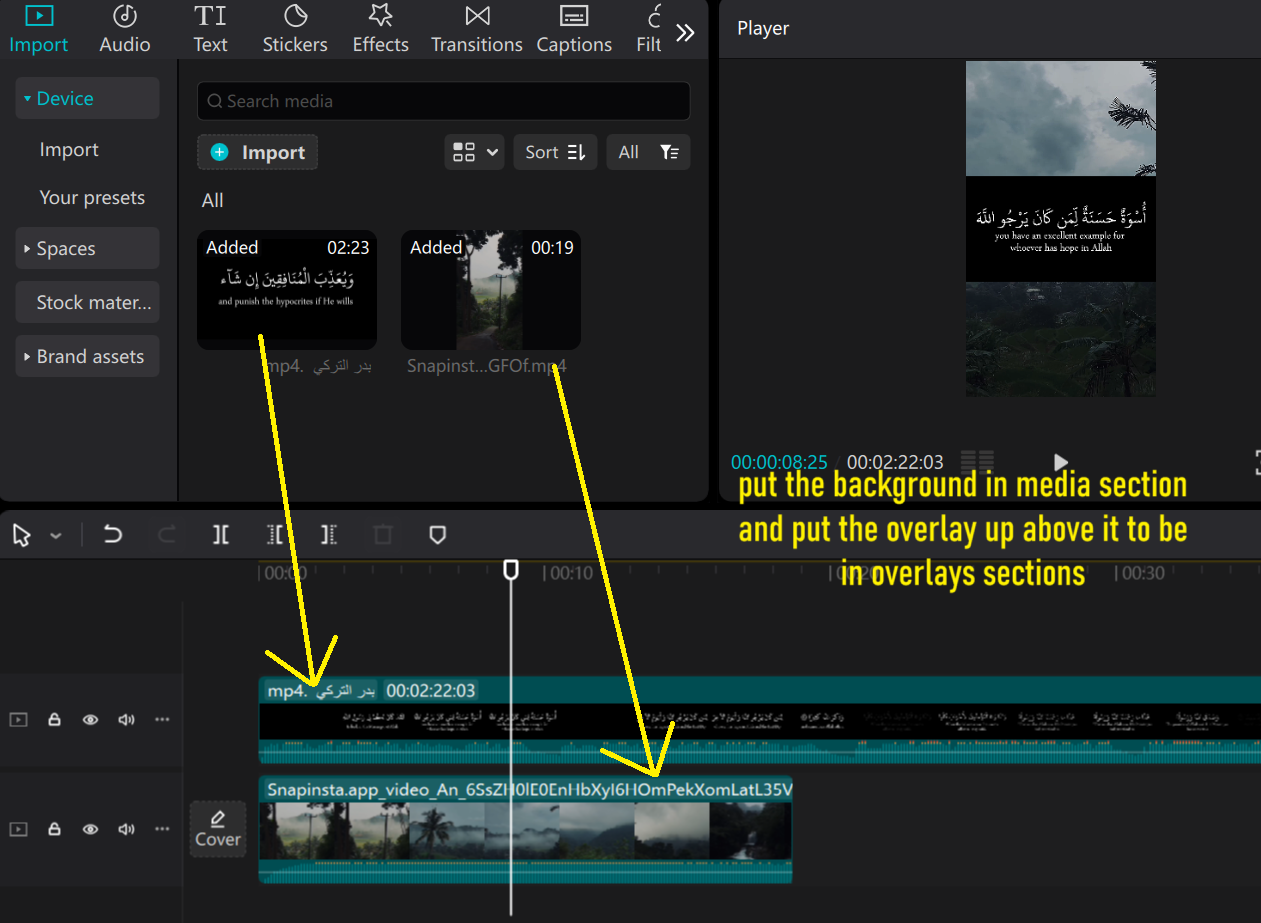 Import
Audio
Text
Stickers
Effects
Transitions
Captions
Filt
Player
Device
Import
Your presets
Spaces
Stock mater...
Brand assets
Search media
Import
Sort
All
All
Added 02:23
وَيُعَذِّبَ الْمُنَافِقِينَ إِن شَآءَ
and punish the hypocrites if He wills
بدر التركي .mp4
Added 00:19
Snapinst...GFOf.mp4
أُسْوَةٌ حَسَنَةٌ لِّمَن كَانَ يَرْجُو اللَّهَ
you have an excellent example for
whoever has hope in Allah
00:00:08:25 / 00:02:22:03
put the background in media section
and put the overlay up above it to be
in overlays sections
00:00
00:10
00:20
00:30
بدر التركي .mp4 00:02:22:03
Cover
Snapinsta.app_video_An_6SsZH0lE0EnHbXyI6HOmPekXomLatL35V